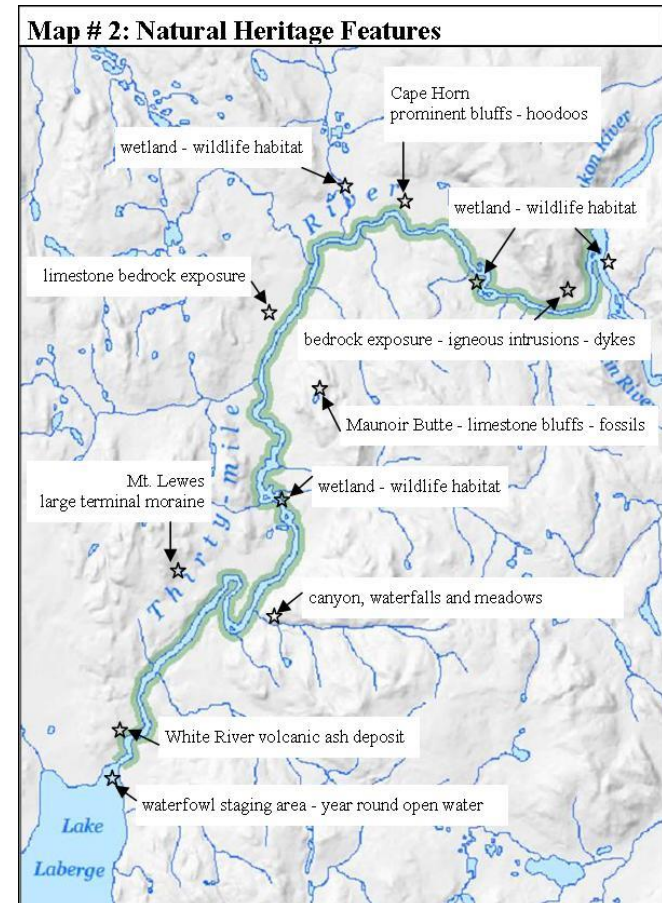 Map # 2: Natural Heritage Features
Cape Horn
prominent bluffs - hoodoos
wetland - wildlife habitat
wetland - wildlife habitat
River
limestone bedrock exposure
bedrock exposure - igneous intrusions - dykes
Maunoir Butte - limestone bluffs - fossils
Mt. Lewes
large terminal moraine
wetland - wildlife habitat
Thirty-mile
canyon, waterfalls and meadows
White River volcanic ash deposit
waterfowl staging area - year round open water
Lake
Laberge
River
River